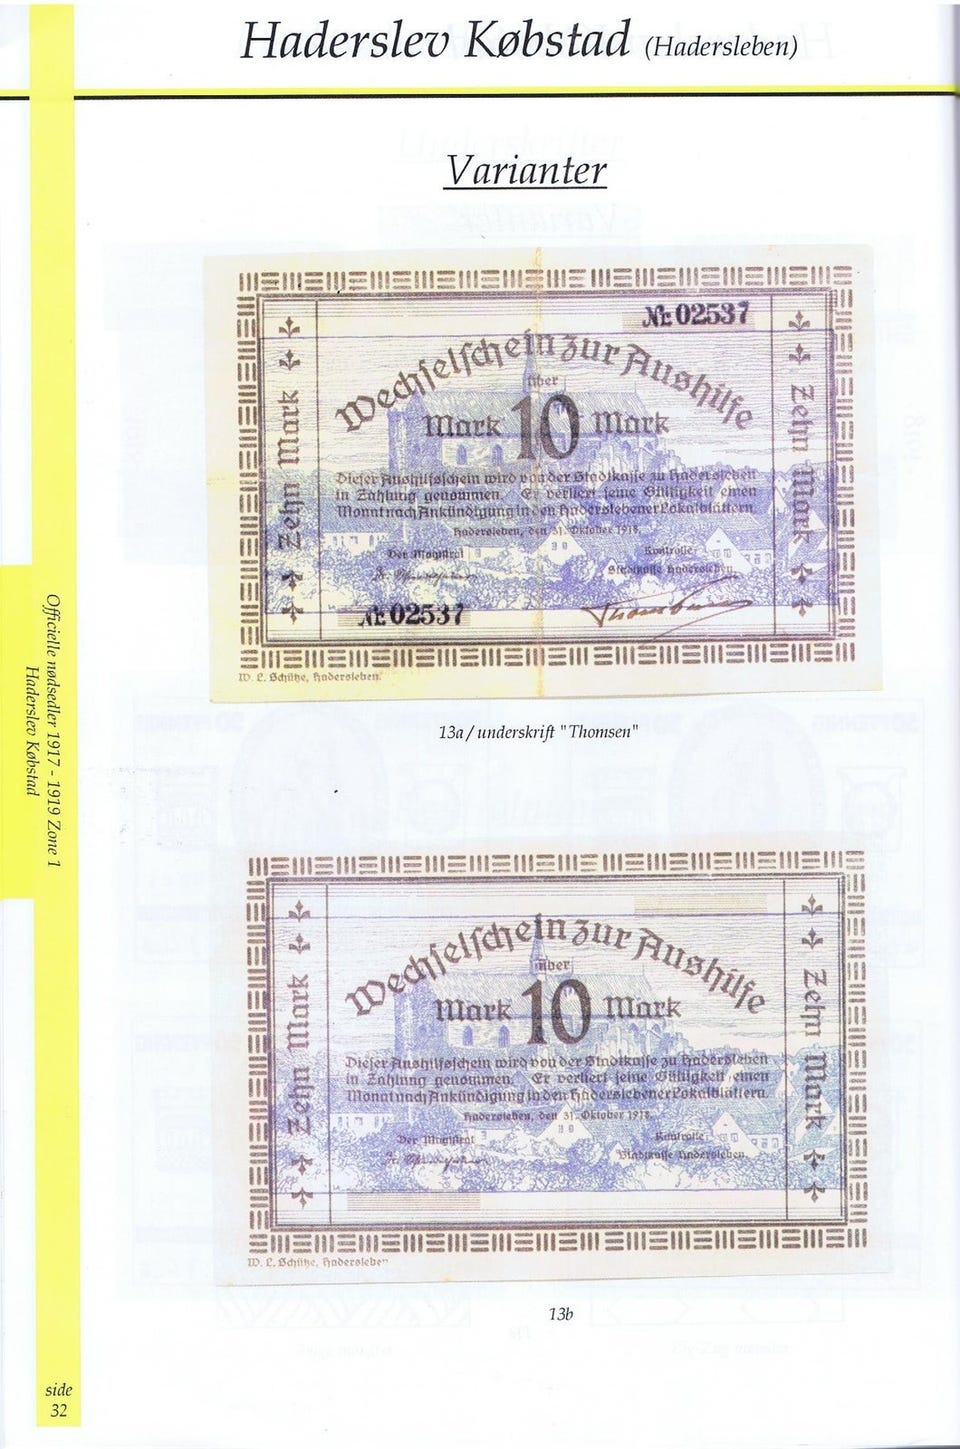 Haderslev Købstad (Hadersleben)
Varianter
Nr. 02537
Wechselschein zur Aushilfe
über
Mark 10 Mark
Zehn Mark
Zehn Mark
Dieser Aushilfsschein wird von der Stadtkasse zu Hadersleben
in Zahlung genommen. Er verliert seine Gültigkeit einen
Monat nach Ankündigung in den Haderslebener Lokalblättern.
Hadersleben, den 31. Oktober 1918.
Der Magistrat
Kontrolle:
Stadtkasse Hadersleben.
Nr. 02537
W. L. Schütze, Hadersleben.
13a / underskrift "Thomsen"
Wechselschein zur Aushilfe
über
Mark 10 Mark
Zehn Mark
Zehn Mark
Dieser Aushilfsschein wird von der Stadtkasse zu Hadersleben
in Zahlung genommen. Er verliert seine Gültigkeit einen
Monat nach Ankündigung in den Haderslebener Lokalblättern.
Hadersleben, den 31. Oktober 1918.
Der Magistrat
Kontrolle:
Stadtkasse Hadersleben.
W. L. Schütze, Hadersleben
13b
Officielle nødsedler 1917 - 1919 Zone 1
Haderslev Købstad
side
32